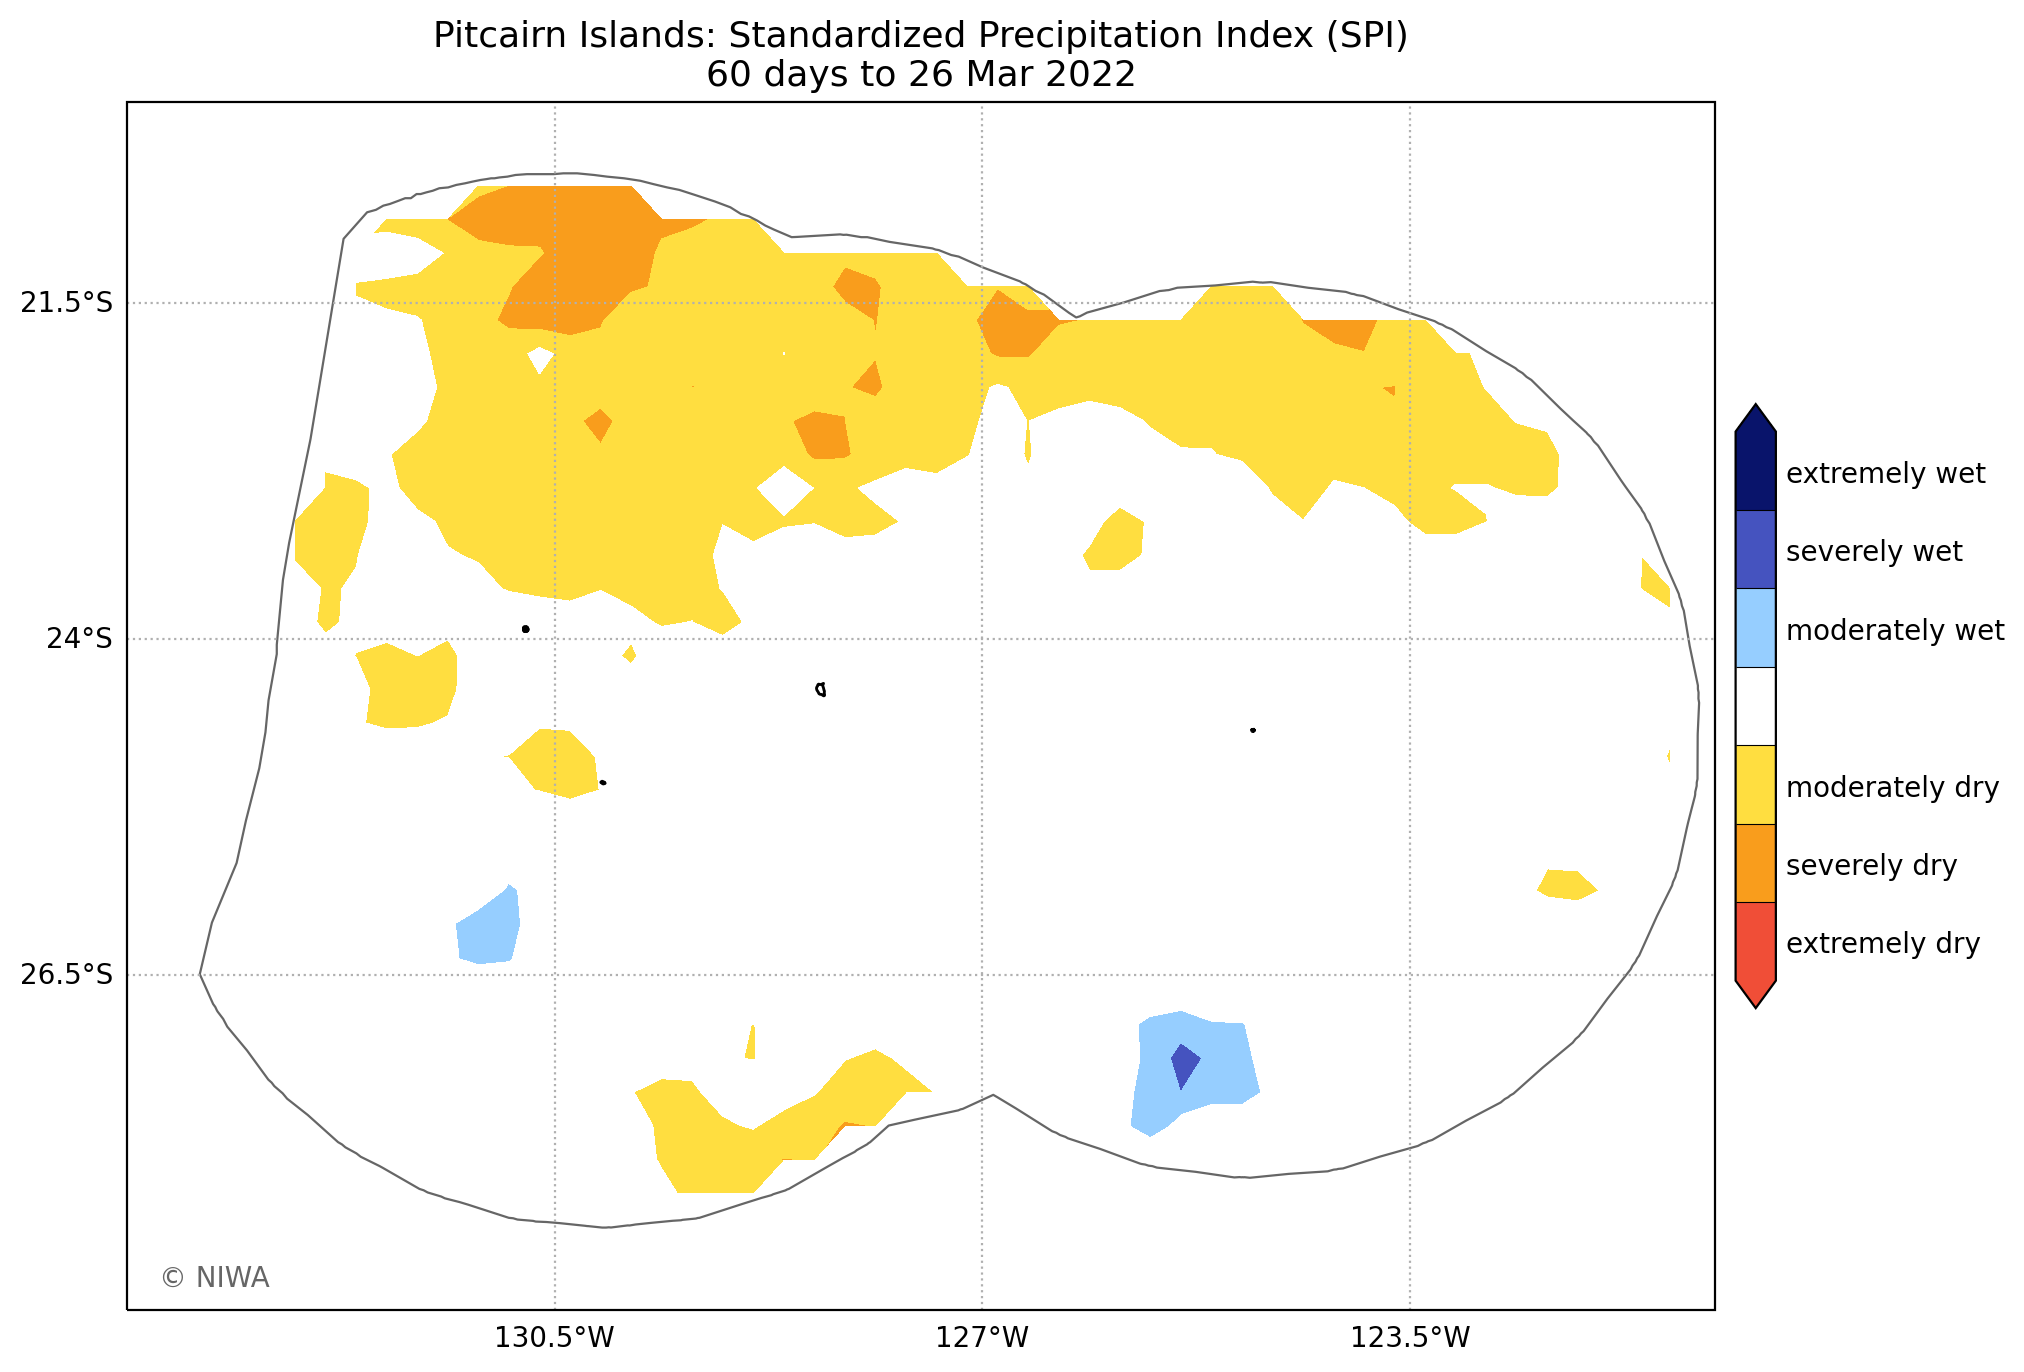 Pitcairn Islands: Standardized Precipitation Index (SPI)
60 days to 26 Mar 2022
21.5°S
24°S
26.5°S
130.5°W
127°W
123.5°W
extremely wet
severely wet
moderately wet
moderately dry
severely dry
extremely dry
© NIWA